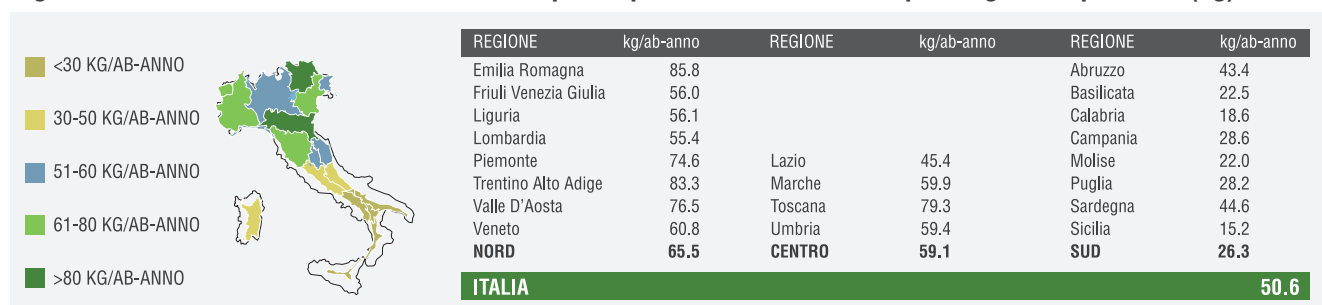 <30 KG/AB-ANNO
30-50 KG/AB-ANNO
51-60 KG/AB-ANNO
61-80 KG/AB-ANNO
>80 KG/AB-ANNO
REGIONE kg/ab-anno REGIONE kg/ab-anno REGIONE kg/ab-anno
Emilia Romagna 85.8 Abruzzo 43.4
Friuli Venezia Giulia 56.0 Basilicata 22.5
Liguria 56.1 Calabria 18.6
Lombardia 55.4 Campania 28.6
Piemonte 74.6 Lazio 45.4 Molise 22.0
Trentino Alto Adige 83.3 Marche 59.9 Puglia 28.2
Valle D'Aosta 76.5 Toscana 79.3 Sardegna 44.6
Veneto 60.8 Umbria 59.4 Sicilia 15.2
NORD 65.5 CENTRO 59.1 SUD 26.3
ITALIA 50.6